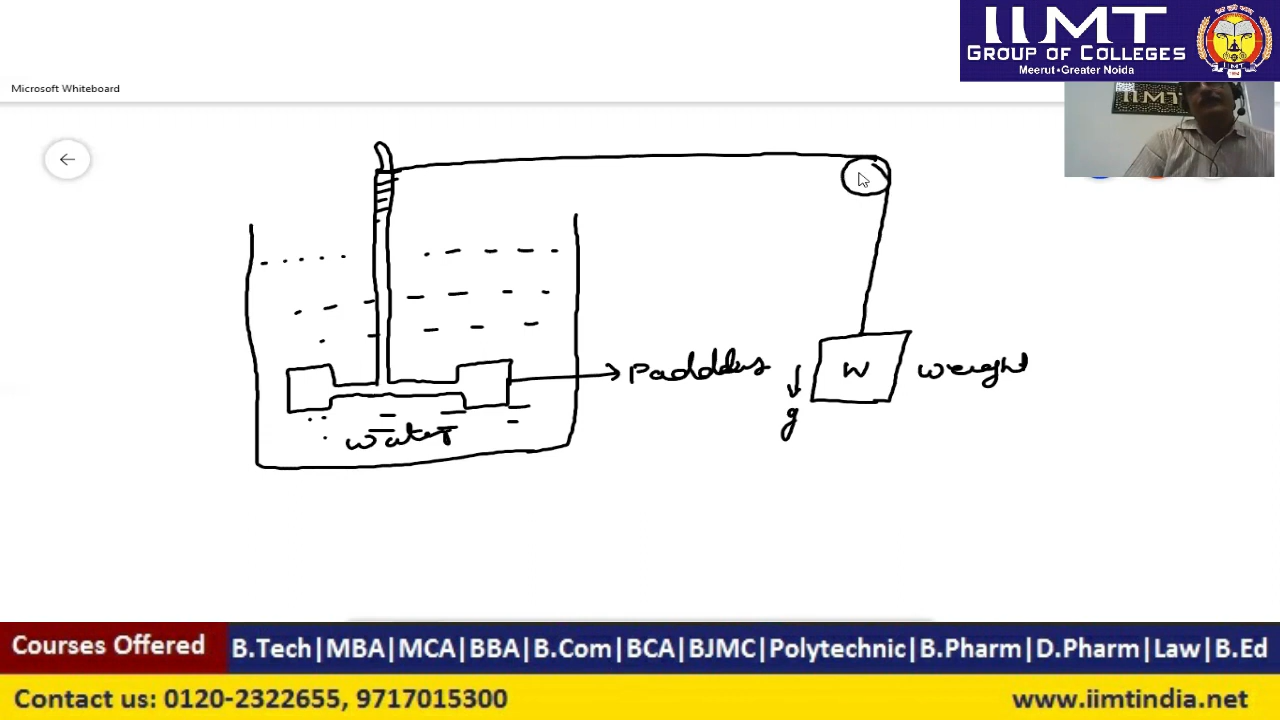 IIMT
GROUP OF COLLEGES
Meerut•Greater Noida
Microsoft Whiteboard
IIMT
W
weight
g
water
Courses Offered
B.Tech|MBA|MCA|BBA|B.Com|BCA|BJMC|Polytechnic|B.Pharm|D.Pharm|Law|B.Ed
Contact us: 0120-2322655, 9717015300
www.iimtindia.net